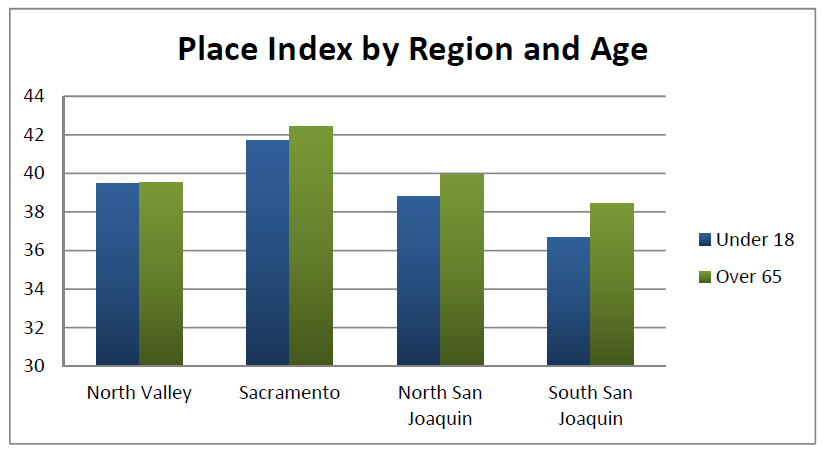 Place Index by Region and Age
44
42
40
38
36
34
32
30
North Valley
Sacramento
North San
Joaquin
South San
Joaquin
Under 18
Over 65